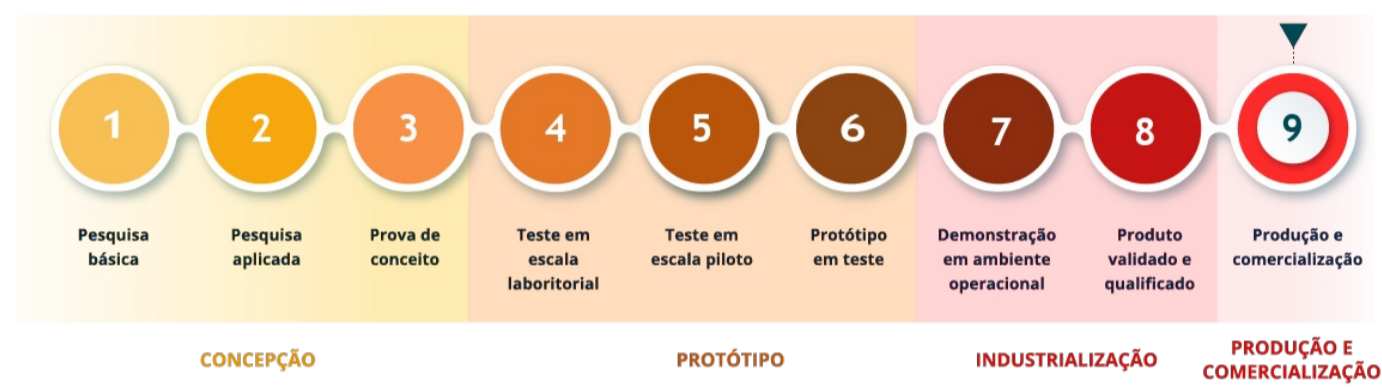 1
2
3
4
5
6
7
8
9
Pesquisa
básica
Pesquisa
aplicada
Prova de
conceito
Teste em
escala
laboritorial
Teste em
escala piloto
Protótipo
em teste
Demonstração
em ambiente
operacional
Produto
validado e
qualificado
Produção e
comercialização
CONCEPÇÃO
PROTÓTIPO
INDUSTRIALIZAÇÃO
PRODUÇÃO E
COMERCIALIZAÇÃO